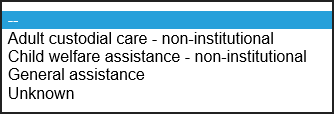 --
Adult custodial care - non-institutional
Child welfare assistance - non-institutional
General assistance
Unknown